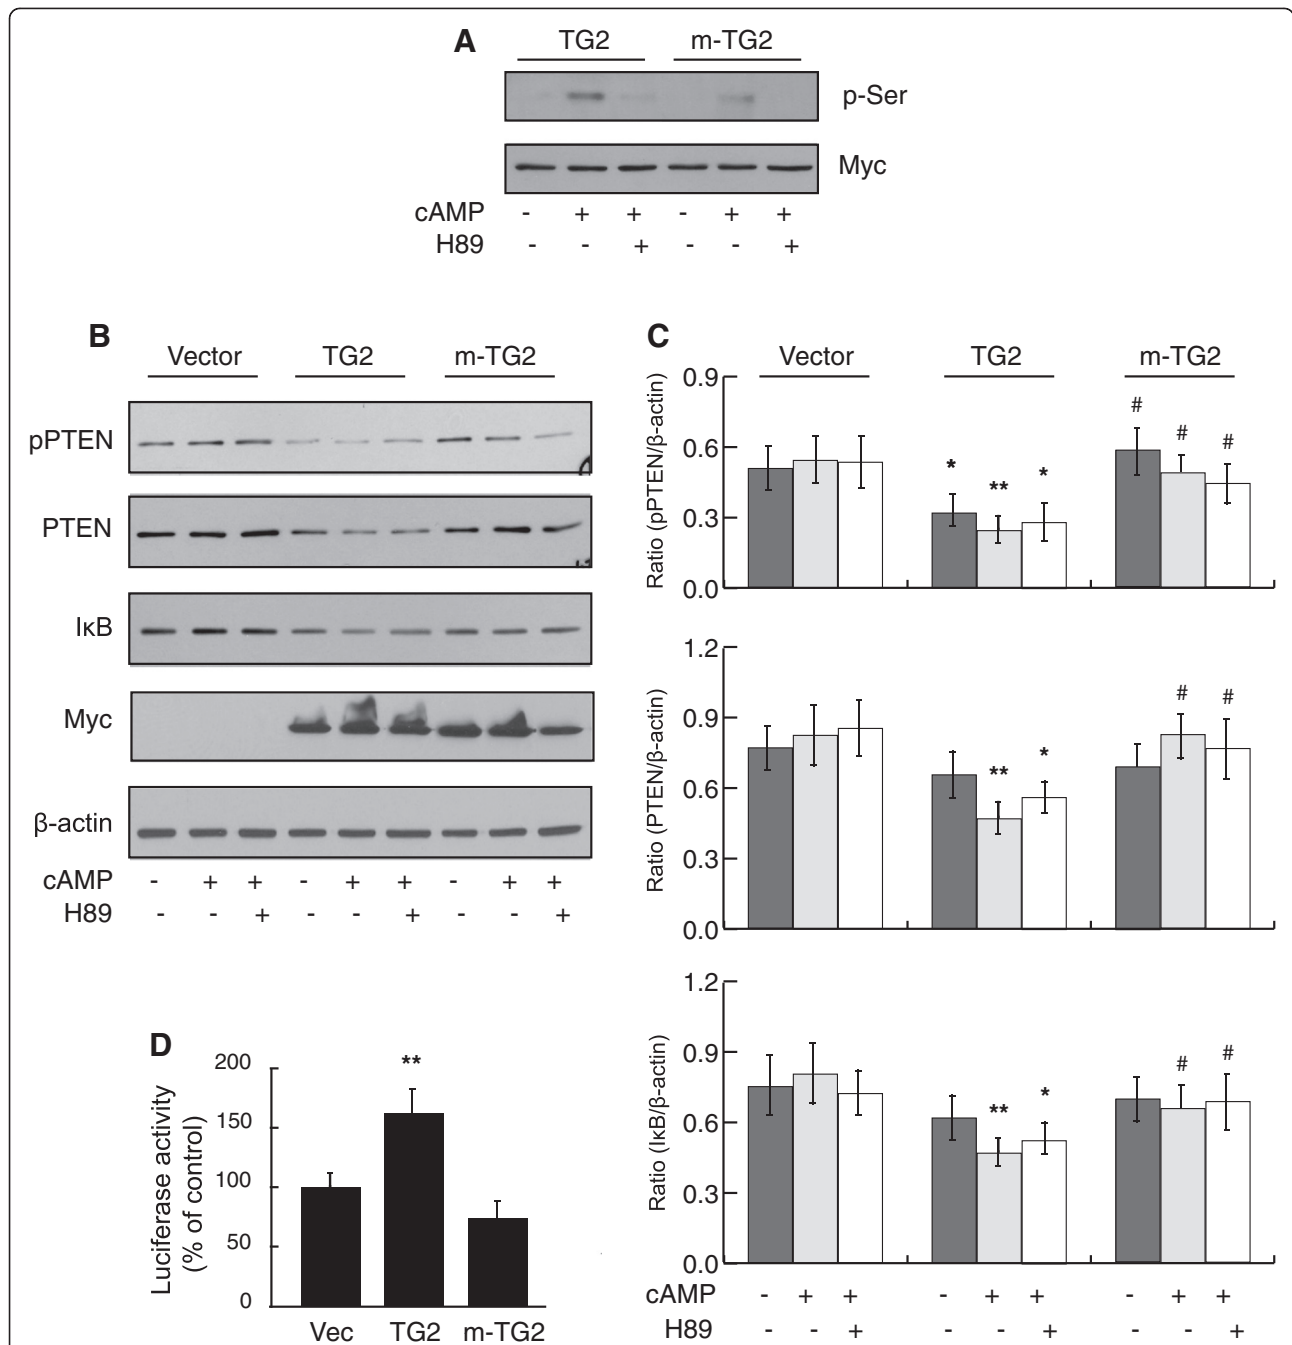 A
TG2 m-TG2
p-Ser
Myc
cAMP - + + - + +
H89 - - + - - +
B
Vector TG2 m-TG2
pPTEN
PTEN
IκB
Myc
β-actin
cAMP - + + - + + - + +
H89 - - + - - + - - +
C
Vector TG2 m-TG2
Ratio (pPTEN/β-actin)
0.9
0.6
0.3
0.0
* ** * # # #
Ratio (PTEN/β-actin)
1.2
0.9
0.6
0.3
0.0
** * # #
Ratio (IκB/β-actin)
1.2
0.9
0.6
0.3
0.0
** * # #
cAMP - + + - + + - + +
H89 - - + - - + - - +
D
Luciferase activity
(% of control)
200
150
100
50
0
**
Vec TG2 m-TG2